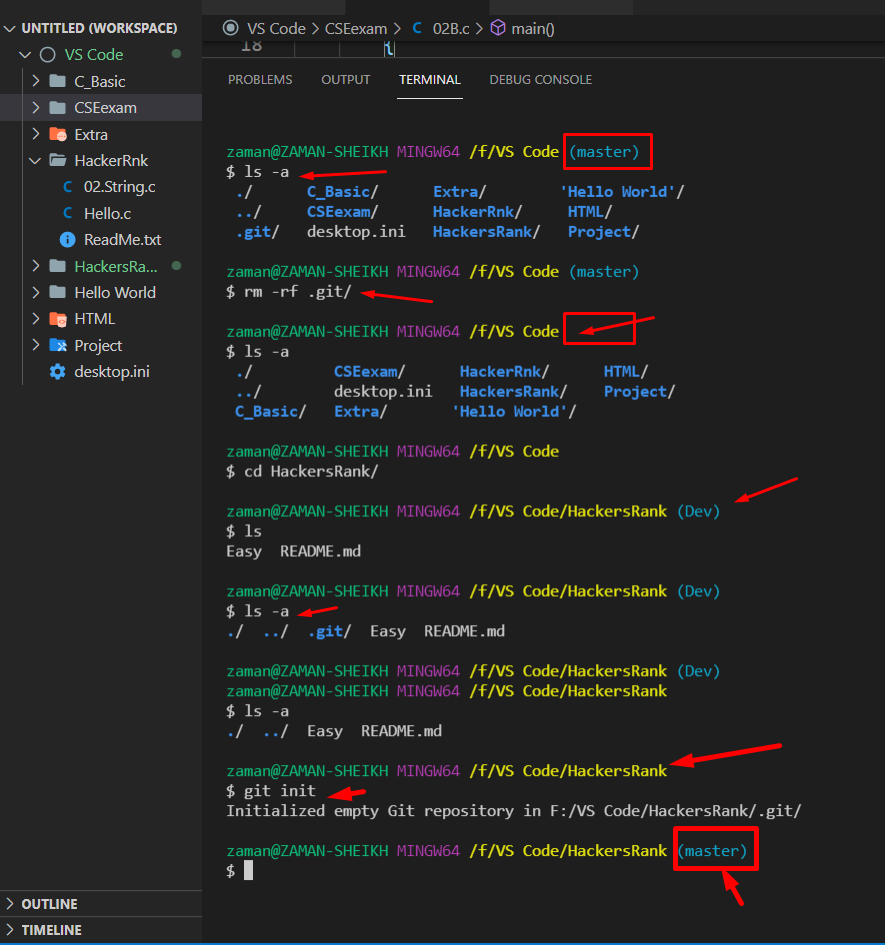 UNTITLED (WORKSPACE)
VS Code
C_Basic
CSEexam
Extra
HackerRnk
02.String.c
Hello.c
ReadMe.txt
HackersRa...
Hello World
HTML
Project
desktop.ini
OUTLINE
TIMELINE
VS Code > CSEexam > C 02B.c > main()
18 {
PROBLEMS OUTPUT TERMINAL DEBUG CONSOLE
zaman@ZAMAN-SHEIKH MINGW64 /f/VS Code (master)
$ ls -a
./ C_Basic/ Extra/ 'Hello World'/
../ CSEexam/ HackerRnk/ HTML/
.git/ desktop.ini HackersRank/ Project/
zaman@ZAMAN-SHEIKH MINGW64 /f/VS Code (master)
$ rm -rf .git/
zaman@ZAMAN-SHEIKH MINGW64 /f/VS Code
$ ls -a
./ CSEexam/ HackerRnk/ HTML/
../ desktop.ini HackersRank/ Project/
C_Basic/ Extra/ 'Hello World'/
zaman@ZAMAN-SHEIKH MINGW64 /f/VS Code
$ cd HackersRank/
zaman@ZAMAN-SHEIKH MINGW64 /f/VS Code/HackersRank (Dev)
$ ls
Easy README.md
zaman@ZAMAN-SHEIKH MINGW64 /f/VS Code/HackersRank (Dev)
$ ls -a
./ ../ .git/ Easy README.md
zaman@ZAMAN-SHEIKH MINGW64 /f/VS Code/HackersRank (Dev)
zaman@ZAMAN-SHEIKH MINGW64 /f/VS Code/HackersRank
$ ls -a
./ ../ Easy README.md
zaman@ZAMAN-SHEIKH MINGW64 /f/VS Code/HackersRank
$ git init
Initialized empty Git repository in F:/VS Code/HackersRank/.git/
zaman@ZAMAN-SHEIKH MINGW64 /f/VS Code/HackersRank (master)
$